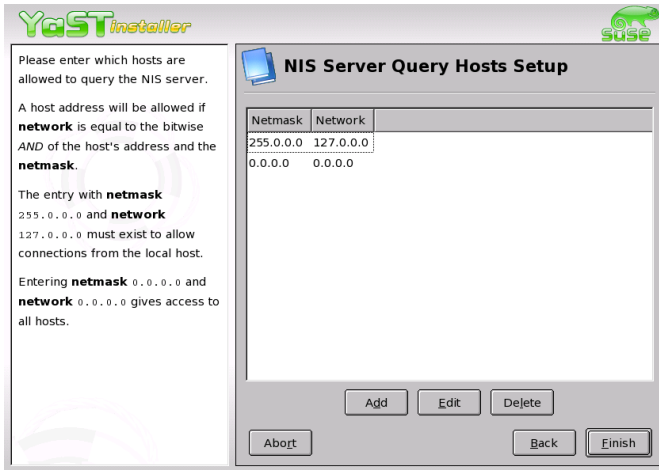 YaST installer
SUSE
Please enter which hosts are
allowed to query the NIS server.
A host address will be allowed if
network is equal to the bitwise
AND of the host's address and the
netmask.
The entry with netmask
255.0.0.0 and network
127.0.0.0 must exist to allow
connections from the local host.
Entering netmask 0.0.0.0 and
network 0.0.0.0 gives access to
all hosts.
NIS Server Query Hosts Setup
Netmask Network
255.0.0.0 127.0.0.0
0.0.0.0 0.0.0.0
Add Edit Delete
Abort Back Finish